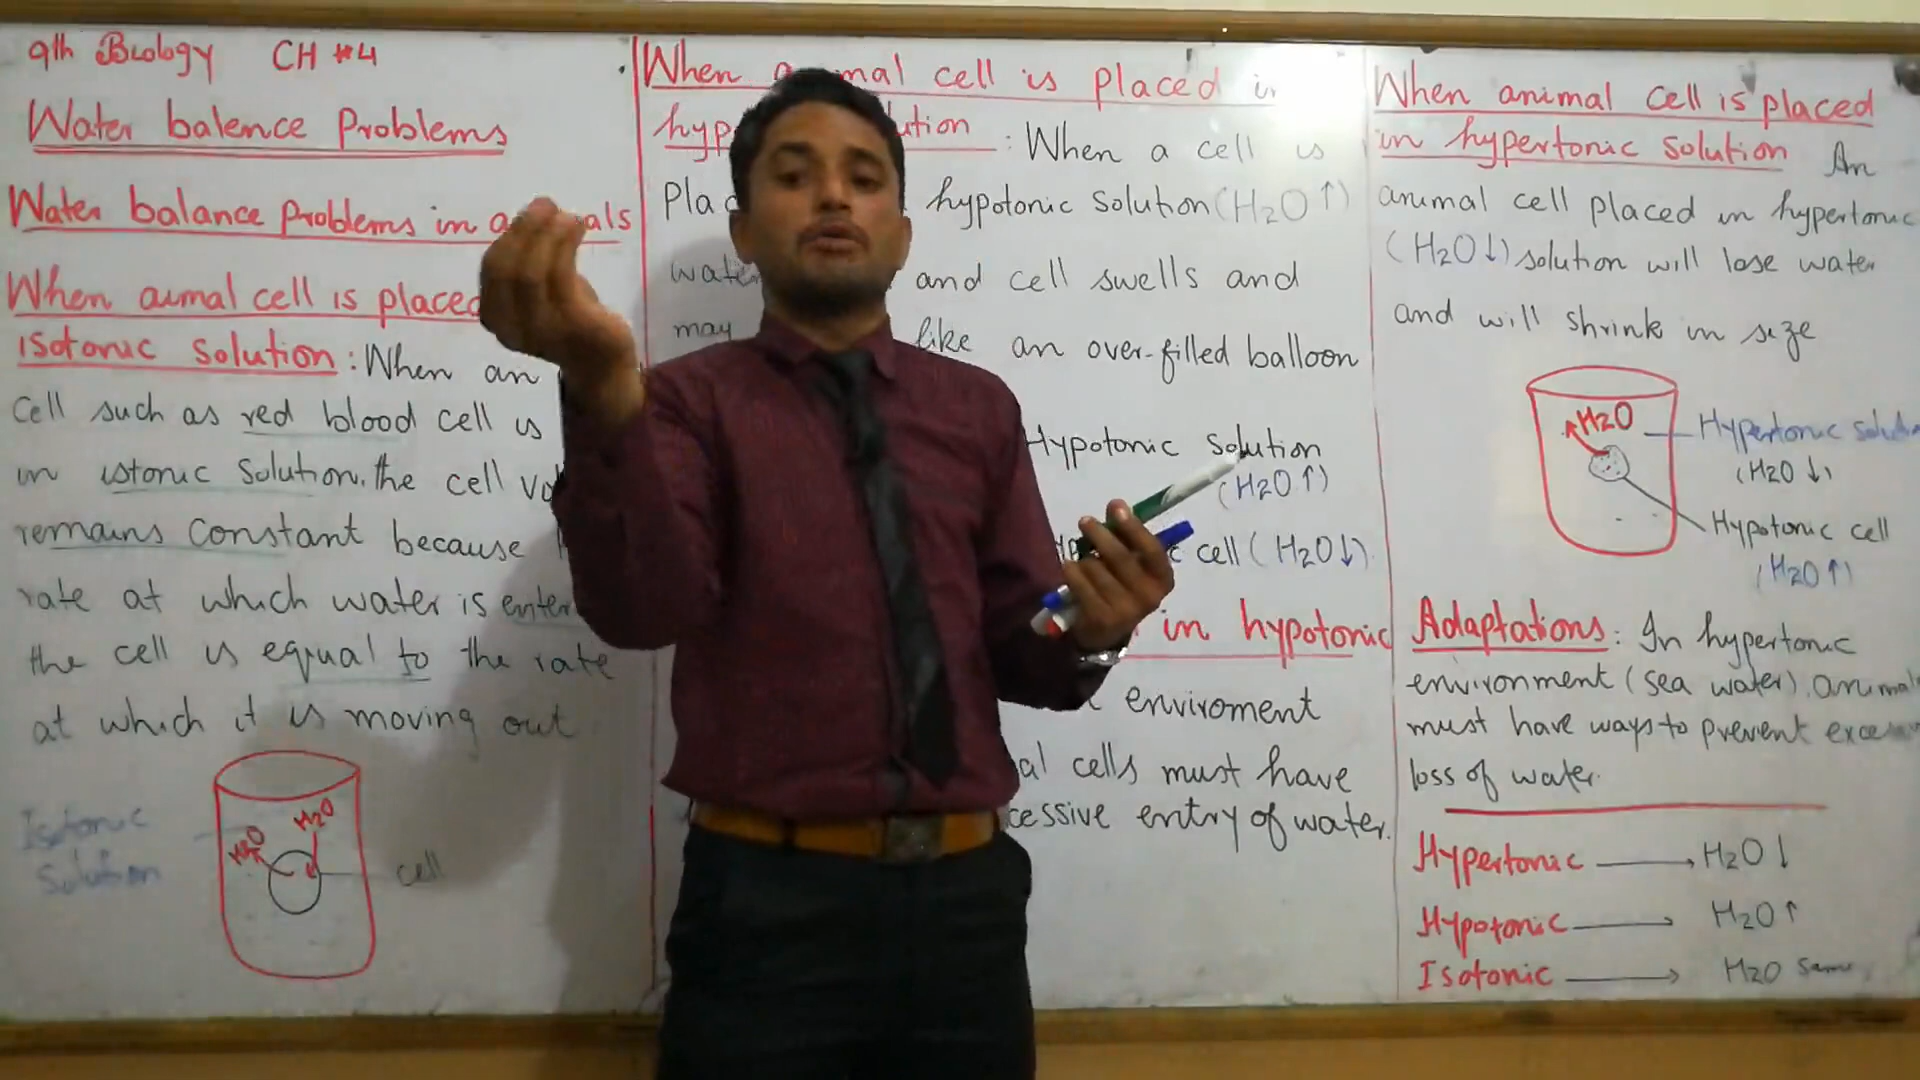 9th Biology CH #4
Water balence Problems
Water balance Problems in als
When aimal cell is placed
isotonic solution: When an
Cell such as red blood cell is
in istonic solution. the cell
remains constant because
rate at which water is enter
the cell is equal to the rate
at which it is moving out
H2O
H2O
Isotonic
Solution
cell
When a mal cell is placed
hyp ution : When a cell is
Plac hypotonic solution (H2O ↑)
wate and cell swells and
may like an over-filled balloon
Hypotonic solution
(H2O ↑)
cell (H2O ↓)
in hypotonic
enviroment
al cells must have
cessive entry of water.
When animal cell is placed
in hypertonic solution An
animal cell placed in hypertonic
(H2O ↓) solution will lose water
and will shrink in size
H2O
Hypertonic solutio
(H2O ↓)
Hypotonic cell
(H2O ↑)
Adaptations: In hypertonic
environment (sea water). animal
must have ways to prevent
loss of water.
Hypertonic → H2O ↓
Hypotonic → H2O ↑
Isotonic → H2O same